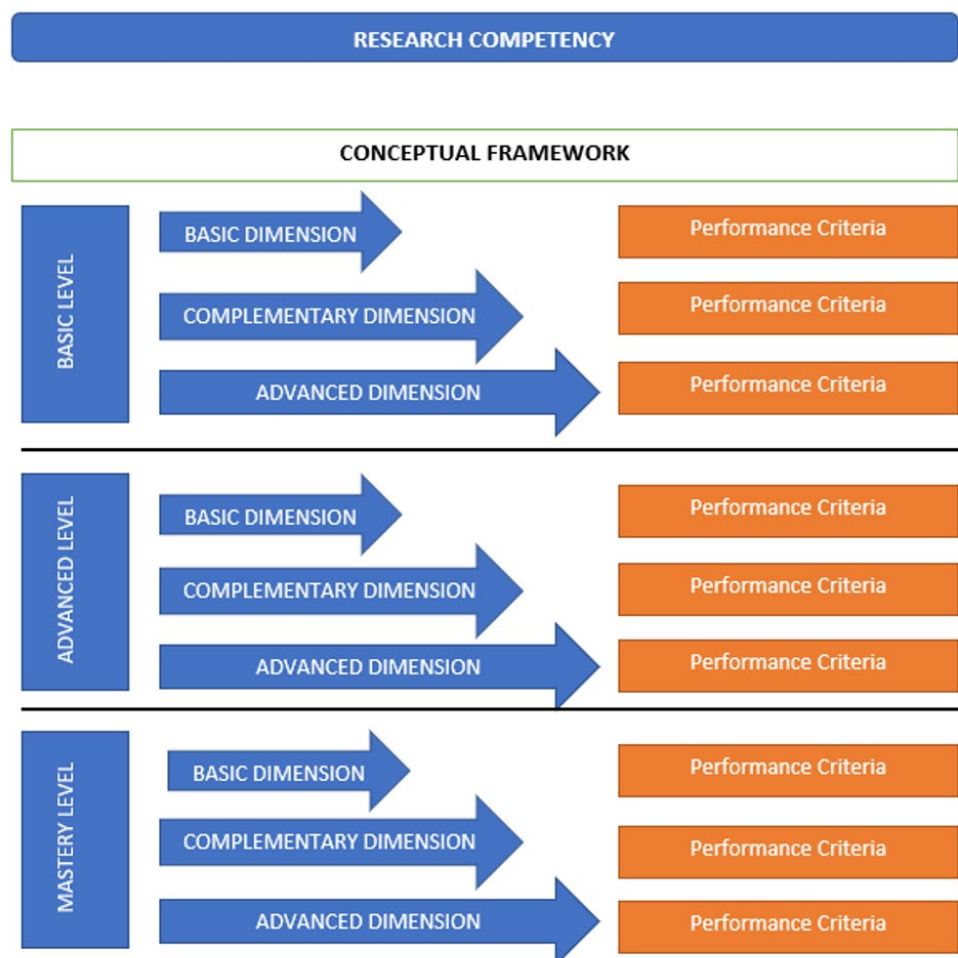 RESEARCH COMPETENCY
CONCEPTUAL FRAMEWORK
BASIC LEVEL
BASIC DIMENSION
Performance Criteria
COMPLEMENTARY DIMENSION
Performance Criteria
ADVANCED DIMENSION
Performance Criteria
ADVANCED LEVEL
BASIC DIMENSION
Performance Criteria
COMPLEMENTARY DIMENSION
Performance Criteria
ADVANCED DIMENSION
Performance Criteria
MASTERY LEVEL
BASIC DIMENSION
Performance Criteria
COMPLEMENTARY DIMENSION
Performance Criteria
ADVANCED DIMENSION
Performance Criteria